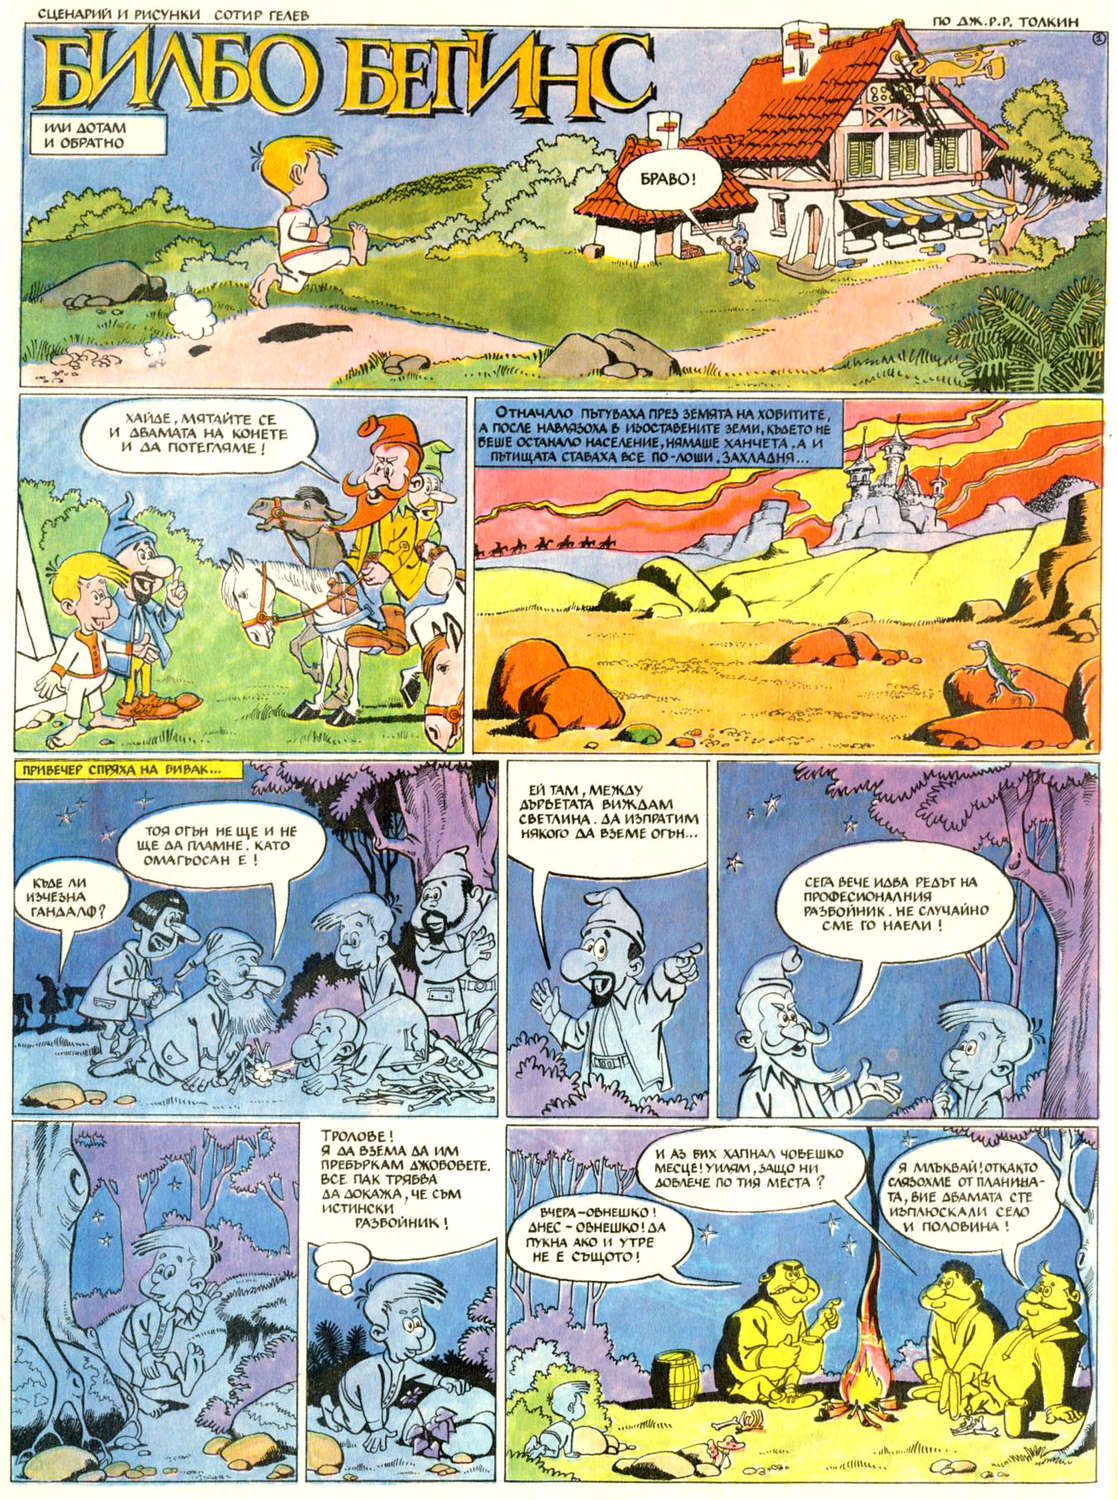 СЦЕНАРИЙ И РИСУНКИ СОТИР ГЕЛЕВ
ПО ДЖ.Р.Р. ТОЛКИН
1
БИЛБО БЕГИНС
ИЛИ ДОТАМ
И ОБРАТНО
БРАВО!
ХАЙДЕ, МЯТАЙТЕ СЕ
И ДВАМАТА НА КОНЕТЕ
И ДА ПОТЕГЛЯМЕ!
ОТНАЧАЛО ПЪТУВАХА ПРЕЗ ЗЕМЯТА НА ХОБИТИТЕ,
А ПОСЛЕ НАВЛЯЗОХА В ИЗОСТАВЕНИТЕ ЗЕМИ, КЪДЕТО НЕ
БЕШЕ ОСТАНАЛО НАСЕЛЕНИЕ, НЯМАШЕ ХАНЧЕТА. А И
ПЪТИЩАТА СТАВАХА ВСЕ ПО-ЛОШИ. ЗАХЛАДНЯ...
ПРИВЕЧЕР СПРЯХА НА БИВАК...
КЪДЕ ЛИ
ИЗЧЕЗНА
ГАНДАЛФ?
ТОЯ ОГЪН НЕ ЩЕ И НЕ
ЩЕ ДА ПЛАМНЕ. КАТО
ОМАГЬОСАН Е!
ЕЙ ТАМ, МЕЖДУ
ДЪРВЕТАТА ВИЖДАМ
СВЕТЛИНА. ДА ИЗПРАТИМ
НЯКОГО ДА ВЗЕМЕ ОГЪН...
СЕГА ВЕЧЕ ИДВА РЕДЪТ НА
ПРОФЕСИОНАЛНИЯ
РАЗБОЙНИК. НЕ СЛУЧАЙНО
СМЕ ГО НАЕЛИ!
ТРОЛОВЕ!
Я ДА ВЗЕМА ДА ИМ
ПРЕБЪРКАМ ДЖОБОВЕТЕ.
ВСЕ ПАК ТРЯБВА
ДА ДОКАЖА, ЧЕ СЪМ
ИСТИНСКИ
РАЗБОЙНИК!
ВЧЕРА-ОВНЕШКО!
ДНЕС - ОВНЕШКО! ДА
ПУКНА АКО И УТРЕ
НЕ Е СЪЩОТО!
И АЗ БИХ ХАПНАЛ ЧОВЕШКО
МЕСЦЕ! УИЛЯМ, ЗАЩО НИ
ДОВЛЕЧЕ ПО ТИЯ МЕСТА?
Я МЛЪКВАЙ! ОТКАКТО
СЛЯЗОХМЕ ОТ ПЛАНИНА-
ТА, ВИЕ ДВАМАТА СТЕ
ИЗПЛЮСКАЛИ СЕЛО
И ПОЛОВИНА!